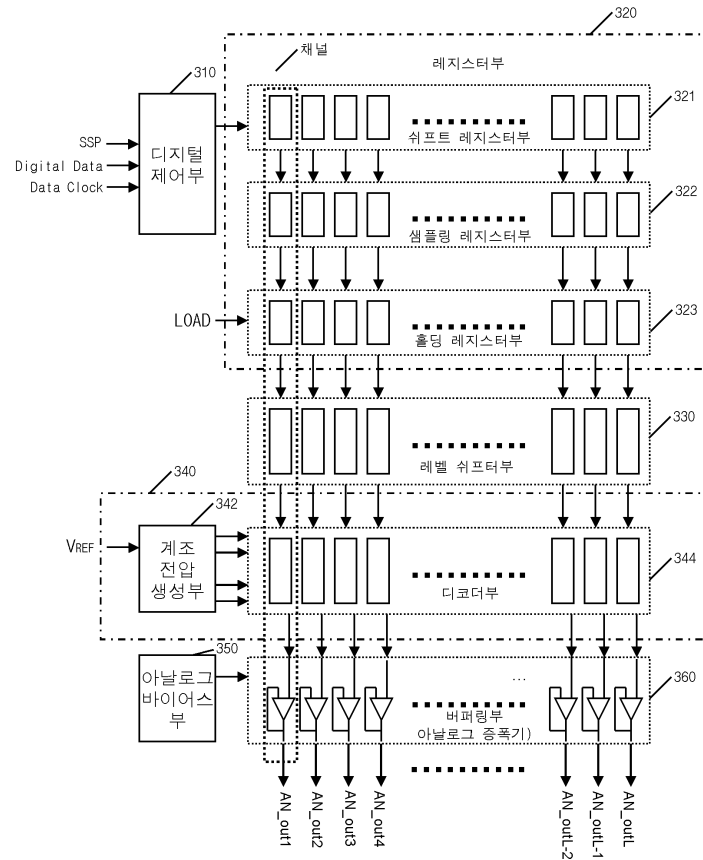 320
채널
310
레지스터부
321
쉬프트 레지스터부
SSP
Digital Data
Data Clock
디지털
제어부
322
샘플링 레지스터부
LOAD
323
홀딩 레지스터부
330
레벨 쉬프터부
340
342
VREF
계조
전압
생성부
344
디코더부
350
아날로그
바이어스
부
360
...
버퍼링부
아날로그 증폭기)
AN_out1
AN_out2
AN_out3
AN_out4
AN_outL-2
AN_outL-1
AN_outL